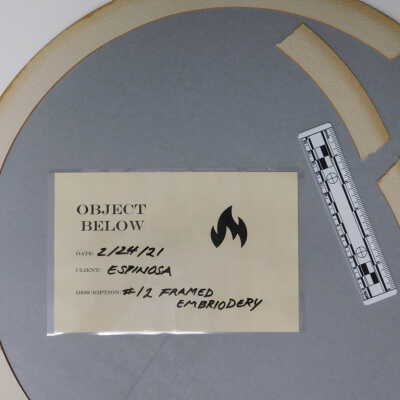 OBJECT
BELOW
DATE: 2/24/21
CLIENT: ESPINOSA
DESCRIPTION: #12 FRAMED
EMBRIODERY